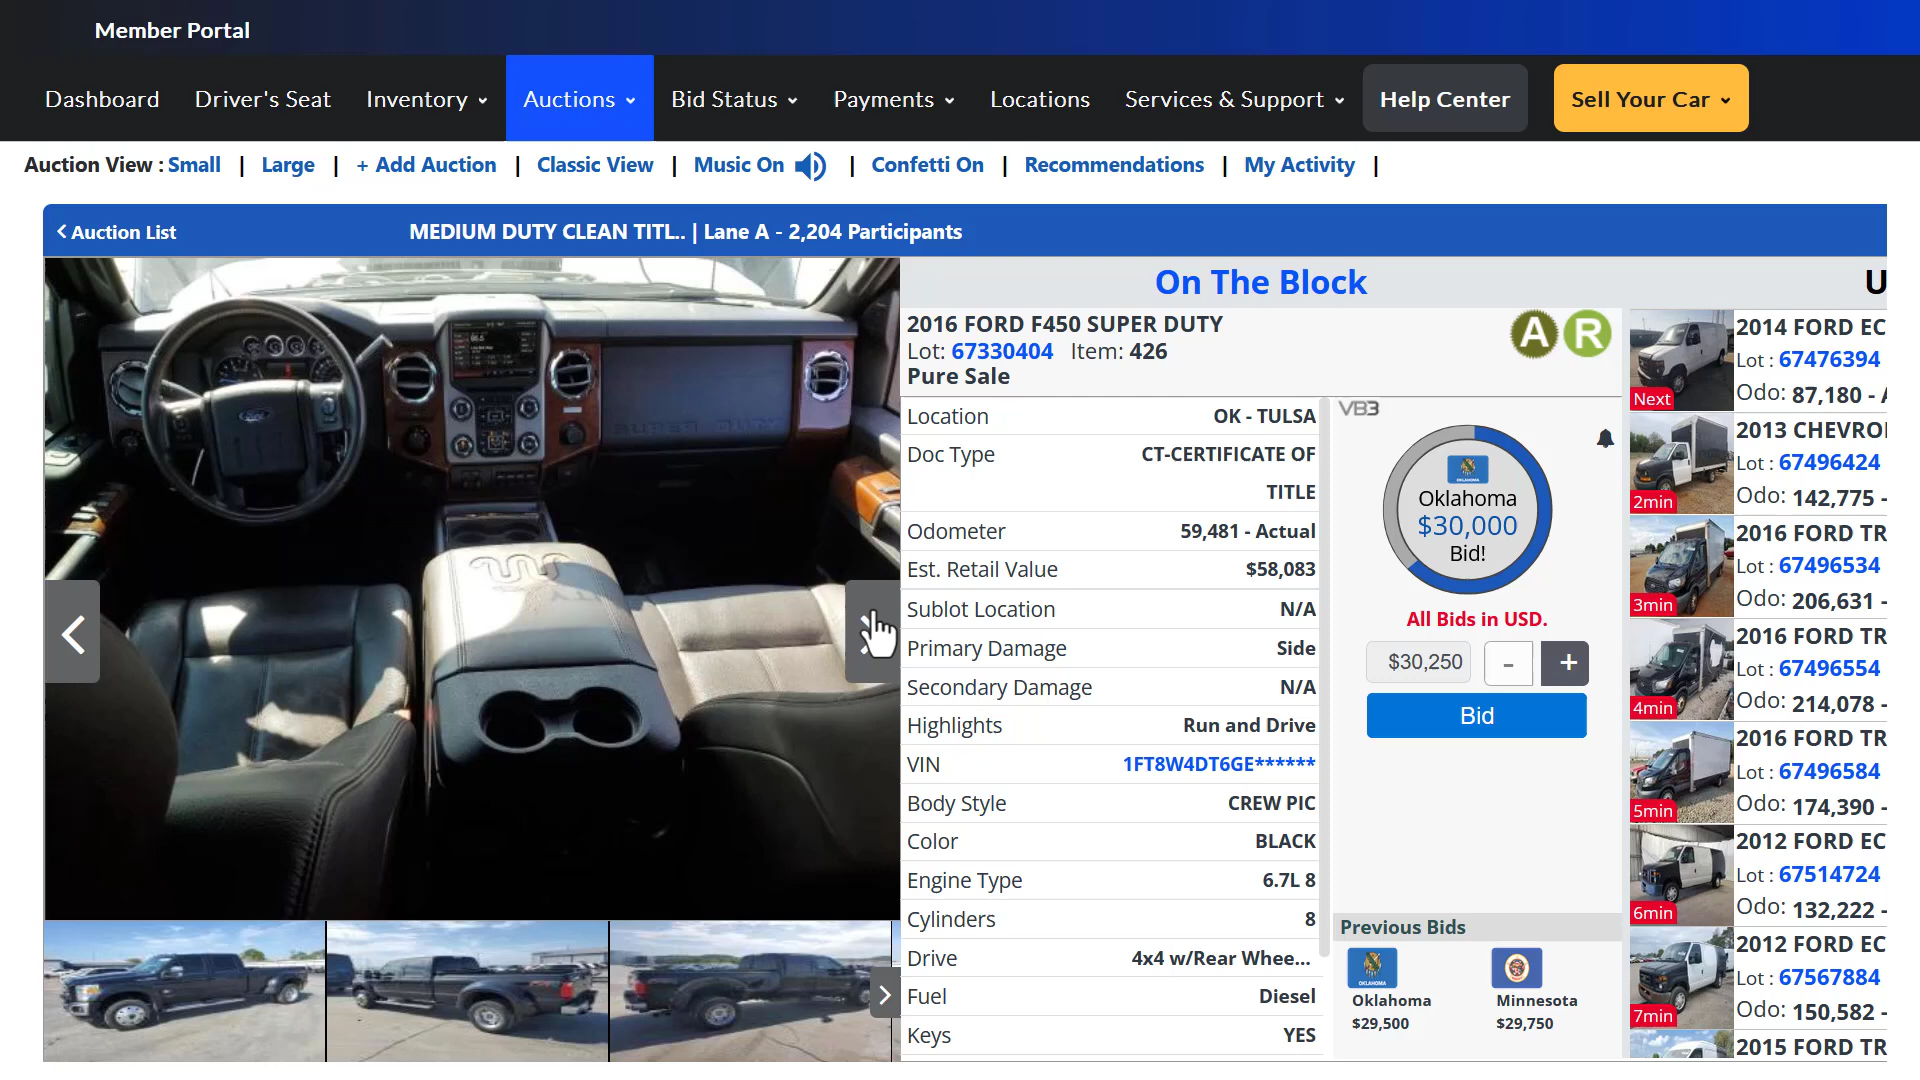 Member Portal
Dashboard
Driver's Seat
Inventory
Auctions
Bid Status
Payments
Locations
Services & Support
Help Center
Sell Your Car
Auction View : Small | Large | + Add Auction | Classic View | Music On | Confetti On | Recommendations | My Activity |
Auction List
MEDIUM DUTY CLEAN TITL.. | Lane A - 2,204 Participants
On The Block
2016 FORD F450 SUPER DUTY
Lot: 67330404 Item: 426
Pure Sale
A R
Location OK - TULSA
Doc Type CT-CERTIFICATE OF
TITLE
Odometer 59,481 - Actual
Est. Retail Value $58,083
Sublot Location N/A
Primary Damage Side
Secondary Damage N/A
Highlights Run and Drive
VIN 1FT8W4DT6GE******
Body Style CREW PIC
Color BLACK
Engine Type 6.7L 8
Cylinders 8
Drive 4x4 w/Rear Whee...
Fuel Diesel
Keys YES
VB3
OKLAHOMA
Oklahoma
$30,000
Bid!
All Bids in USD.
$30,250 - +
Bid
Previous Bids
OKLAHOMA
Oklahoma
$29,500
Minnesota
$29,750
U
2014 FORD EC
Lot : 67476394
Odo: 87,180 - A
Next
2013 CHEVROL
Lot : 67496424
Odo: 142,775 -
2min
2016 FORD TR
Lot : 67496534
Odo: 206,631 -
3min
2016 FORD TR
Lot : 67496554
Odo: 214,078 -
4min
2016 FORD TR
Lot : 67496584
Odo: 174,390 -
5min
2012 FORD EC
Lot : 67514724
Odo: 132,222 -
6min
2012 FORD EC
Lot : 67567884
Odo: 150,582 -
7min
2015 FORD TR
Ford
SUPER DUTY